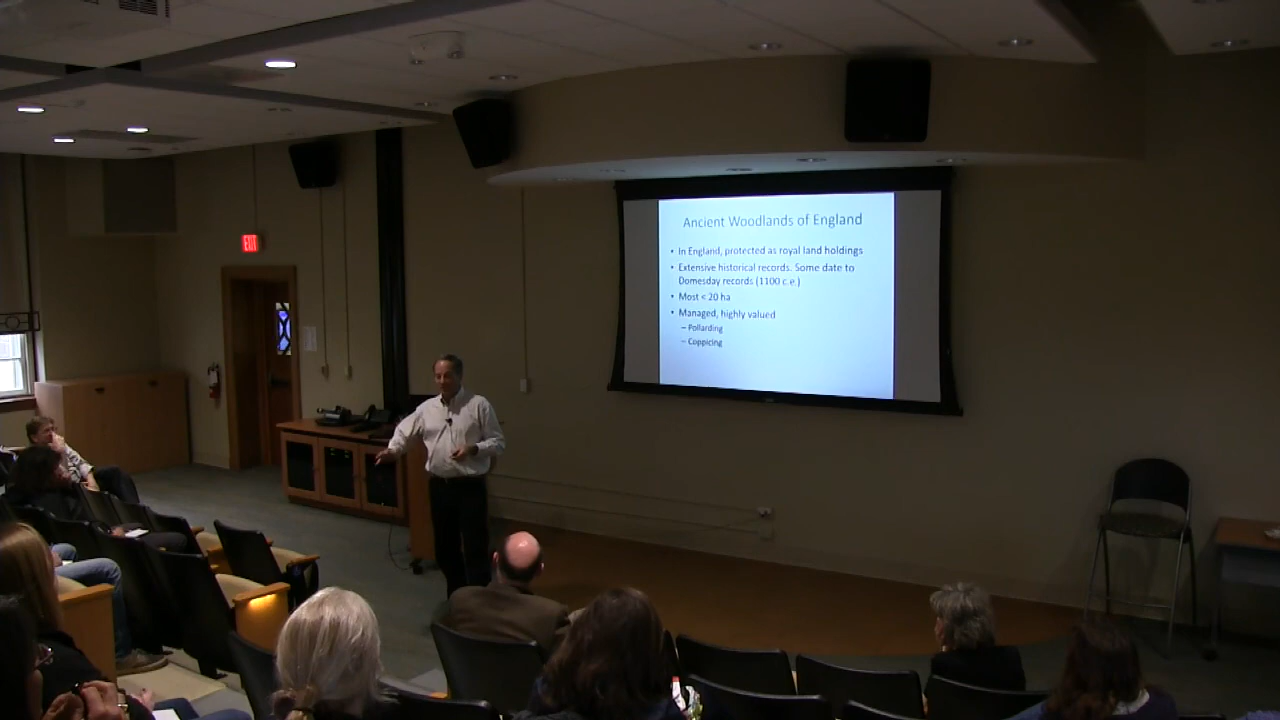 EXIT
Ancient Woodlands of England
• In England, protected as royal land holdings
• Extensive historical records. Some date to
Domesday records (1100 c.e.)
• Most < 20 ha
• Managed, highly valued
– Pollarding
– Coppicing